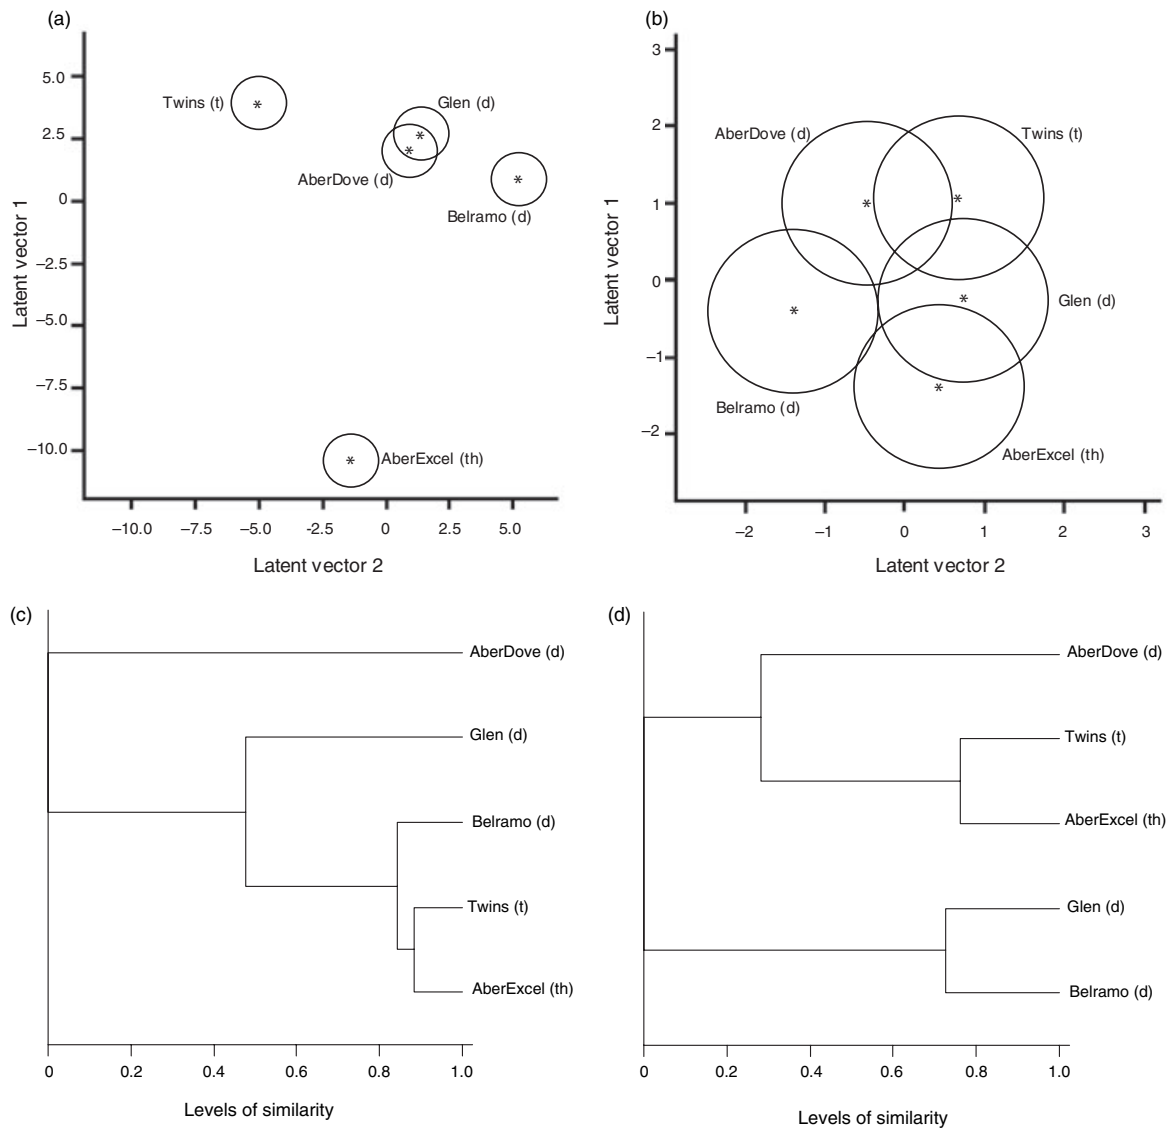 (a)
5.0
2.5
0
–2.5
–5.0
–7.5
–10.0
Latent vector 1
Twins (t)
Glen (d)
AberDove (d)
Belramo (d)
AberExcel (th)
–10.0
–7.5
–5.0
-2.5
0
2.5
5.0
Latent vector 2
(b)
3
2
1
0
–1
–2
Latent vector 1
AberDove (d)
Twins (t)
Glen (d)
Belramo (d)
AberExcel (th)
–2
–1
0
1
2
3
Latent vector 2
(c)
AberDove (d)
Glen (d)
Belramo (d)
Twins (t)
AberExcel (th)
0
0.2
0.4
0.6
0.8
1.0
Levels of similarity
(d)
AberDove (d)
Twins (t)
AberExcel (th)
Glen (d)
Belramo (d)
0
0.2
0.4
0.6
0.8
1.0
Levels of similarity